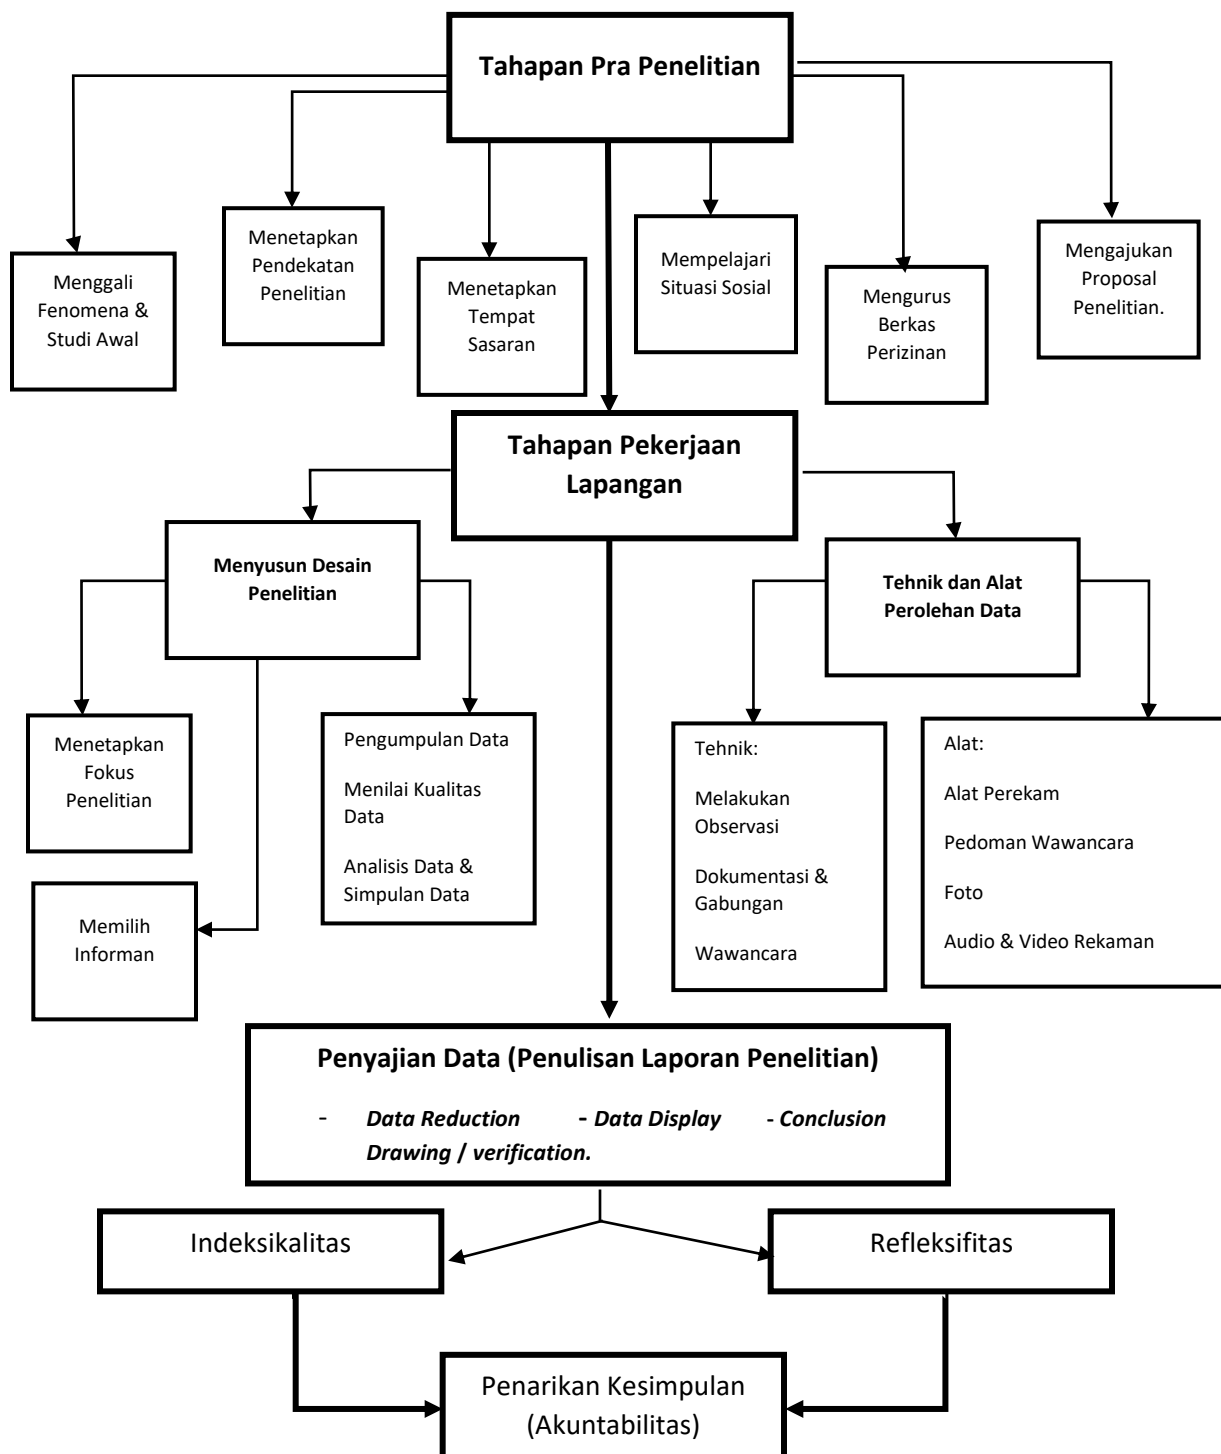 Tahapan Pra Penelitian
Menggali
Fenomena &
Studi Awal
Menetapkan
Pendekatan
Penelitian
Menetapkan
Tempat
Sasaran
Mempelajari
Situasi Sosial
Mengurus
Berkas
Perizinan
Mengajukan
Proposal
Penelitian.
Tahapan Pekerjaan
Lapangan
Menyusun Desain
Penelitian
Tehnik dan Alat
Perolehan Data
Menetapkan
Fokus
Penelitian
Memilih
Informan
Pengumpulan Data
Menilai Kualitas
Data
Analisis Data &
Simpulan Data
Tehnik:
Melakukan
Observasi
Dokumentasi &
Gabungan
Wawancara
Alat:
Alat Perekam
Pedoman Wawancara
Foto
Audio & Video Rekaman
Penyajian Data (Penulisan Laporan Penelitian)
- Data Reduction - Data Display - Conclusion
Drawing / verification.
Indeksikalitas
Refleksifitas
Penarikan Kesimpulan
(Akuntabilitas)